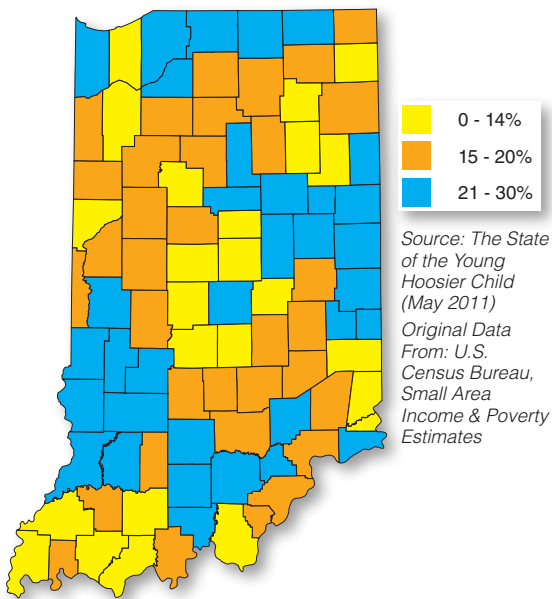 0 - 14%
15 - 20%
21 - 30%
Source: The State
of the Young
Hoosier Child
(May 2011)
Original Data
From: U.S.
Census Bureau,
Small Area
Income & Poverty
Estimates